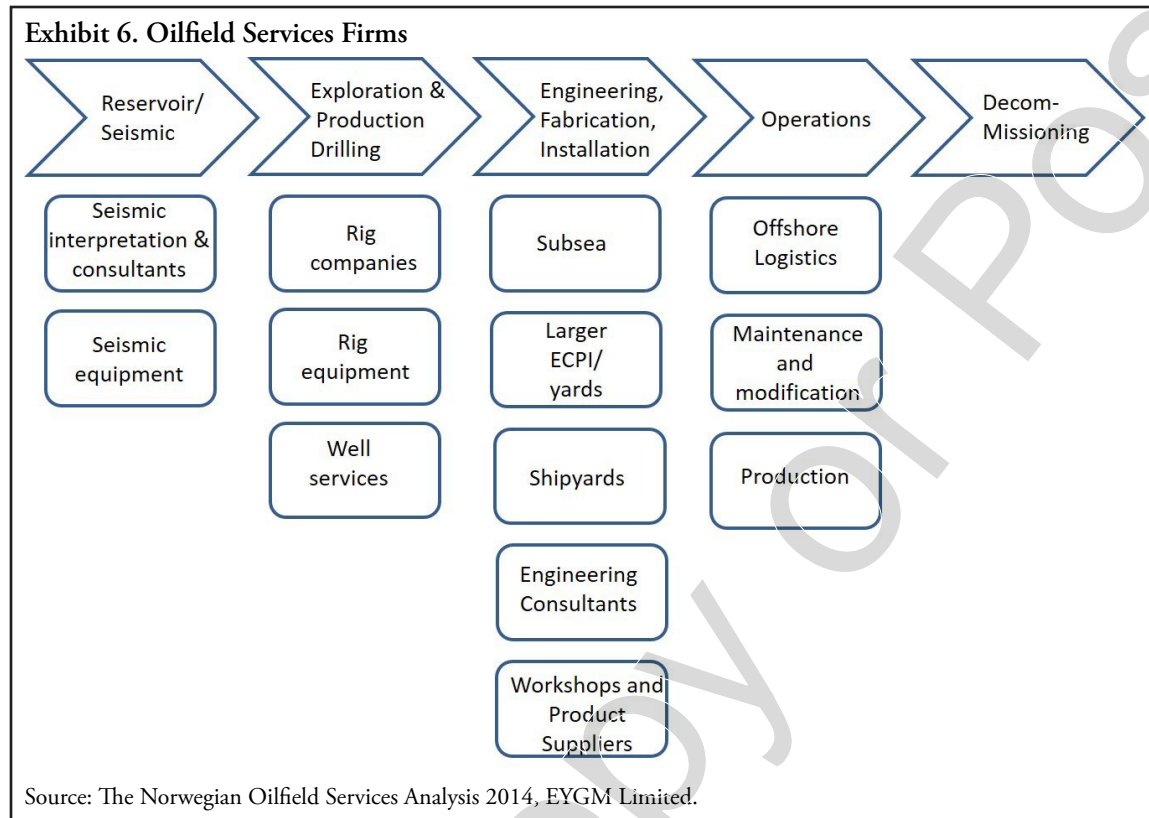 Exhibit 6. Oilfield Services Firms
Reservoir/
Seismic
Exploration &
Production
Drilling
Engineering,
Fabrication,
Installation
Operations
Decom-
Missioning
Seismic
interpretation &
consultants
Seismic
equipment
Rig
companies
Rig
equipment
Well
services
Subsea
Larger
ECPI/
yards
Shipyards
Engineering
Consultants
Workshops and
Product
Suppliers
Offshore
Logistics
Maintenance
and
modification
Production
Source: The Norwegian Oilfield Services Analysis 2014, EYGM Limited.